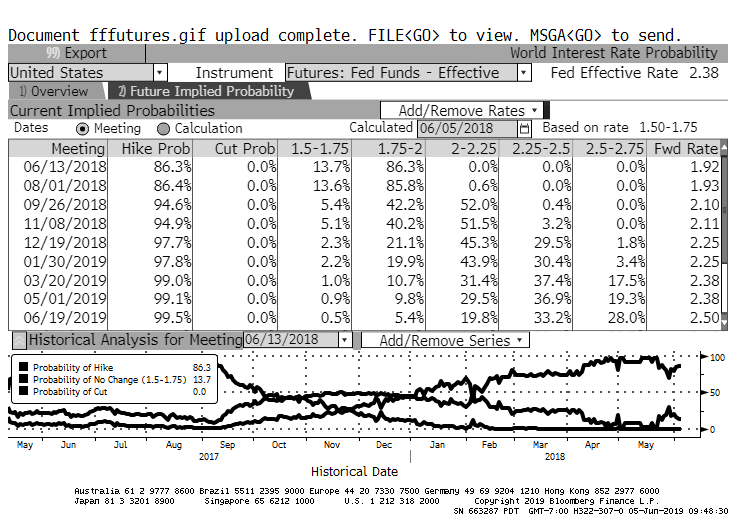 Document fffutures.gif upload complete. FILE<GO> to view. MSGA<GO> to send.
99) Export World Interest Rate Probability
United States Instrument Futures: Fed Funds - Effective Fed Effective Rate 2.38
1) Overview 2) Future Implied Probability
Current Implied Probabilities Add/Remove Rates
Dates Meeting Calculation Calculated 06/05/2018 Based on rate 1.50-1.75
Meeting Hike Prob Cut Prob 1.5-1.75 1.75-2 2-2.25 2.25-2.5 2.5-2.75 Fwd Rate
06/13/2018 86.3% 0.0% 13.7% 86.3% 0.0% 0.0% 0.0% 1.92
08/01/2018 86.4% 0.0% 13.6% 85.8% 0.6% 0.0% 0.0% 1.93
09/26/2018 94.6% 0.0% 5.4% 42.2% 52.0% 0.4% 0.0% 2.10
11/08/2018 94.9% 0.0% 5.1% 40.2% 51.5% 3.2% 0.0% 2.11
12/19/2018 97.7% 0.0% 2.3% 21.1% 45.3% 29.5% 1.8% 2.25
01/30/2019 97.8% 0.0% 2.2% 19.9% 43.9% 30.4% 3.4% 2.25
03/20/2019 99.0% 0.0% 1.0% 10.7% 31.4% 37.4% 17.5% 2.38
05/01/2019 99.1% 0.0% 0.9% 9.8% 29.5% 36.9% 19.3% 2.38
06/19/2019 99.5% 0.0% 0.5% 5.4% 19.8% 33.2% 28.0% 2.50
Historical Analysis for Meeting 06/13/2018 Add/Remove Series
Probability of Hike 86.3
Probability of No Change (1.5-1.75) 13.7
Probability of Cut 0.0
100
50
0
May Jun Jul Aug Sep Oct Nov Dec Jan Feb Mar Apr May
2017 2018
Historical Date
Australia 61 2 9777 8600 Brazil 5511 2395 9000 Europe 44 20 7330 7500 Germany 49 69 9204 1210 Hong Kong 852 2977 6000
Japan 81 3 3201 8900 Singapore 65 6212 1000 U.S. 1 212 318 2000 Copyright 2019 Bloomberg Finance L.P.
SN 663287 PDT GMT-7:00 H322-307-0 05-Jun-2019 09:48:30